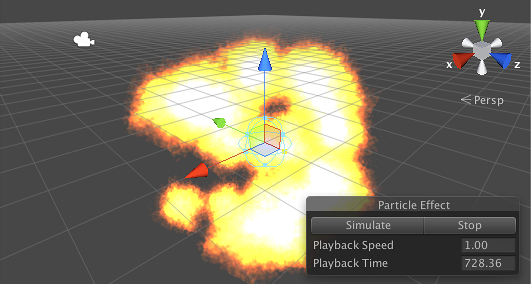 y
x
z
Persp
Particle Effect
Simulate Stop
Playback Speed 1.00
Playback Time 728.36